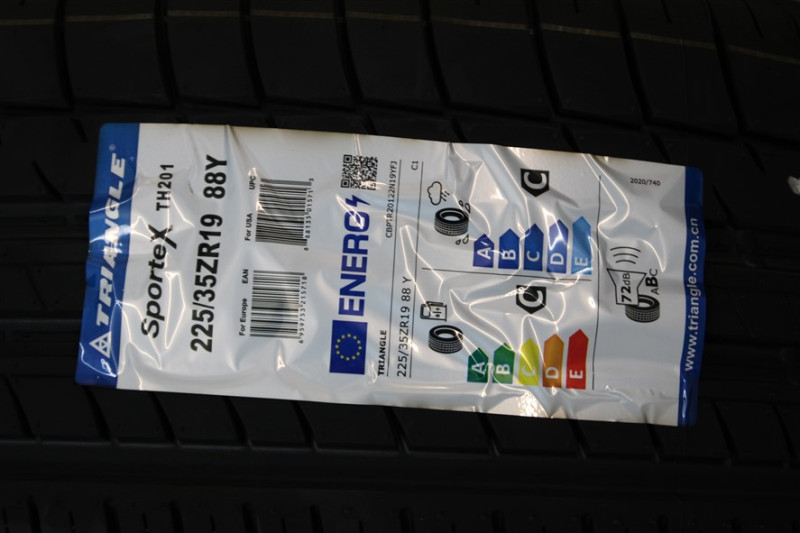 TRIANGLE
SporteX TH201
225/35ZR19 88Y
For USA UPC
For Europe EAN
ENERG
CBPTR20122N19YFJ
TRIANGLE
225/35ZR19 88 Y C1
C
A
B
C
D
E
C
A
B
C
D
E
72dB
ABC
2020/740
www.triangle.com.cn